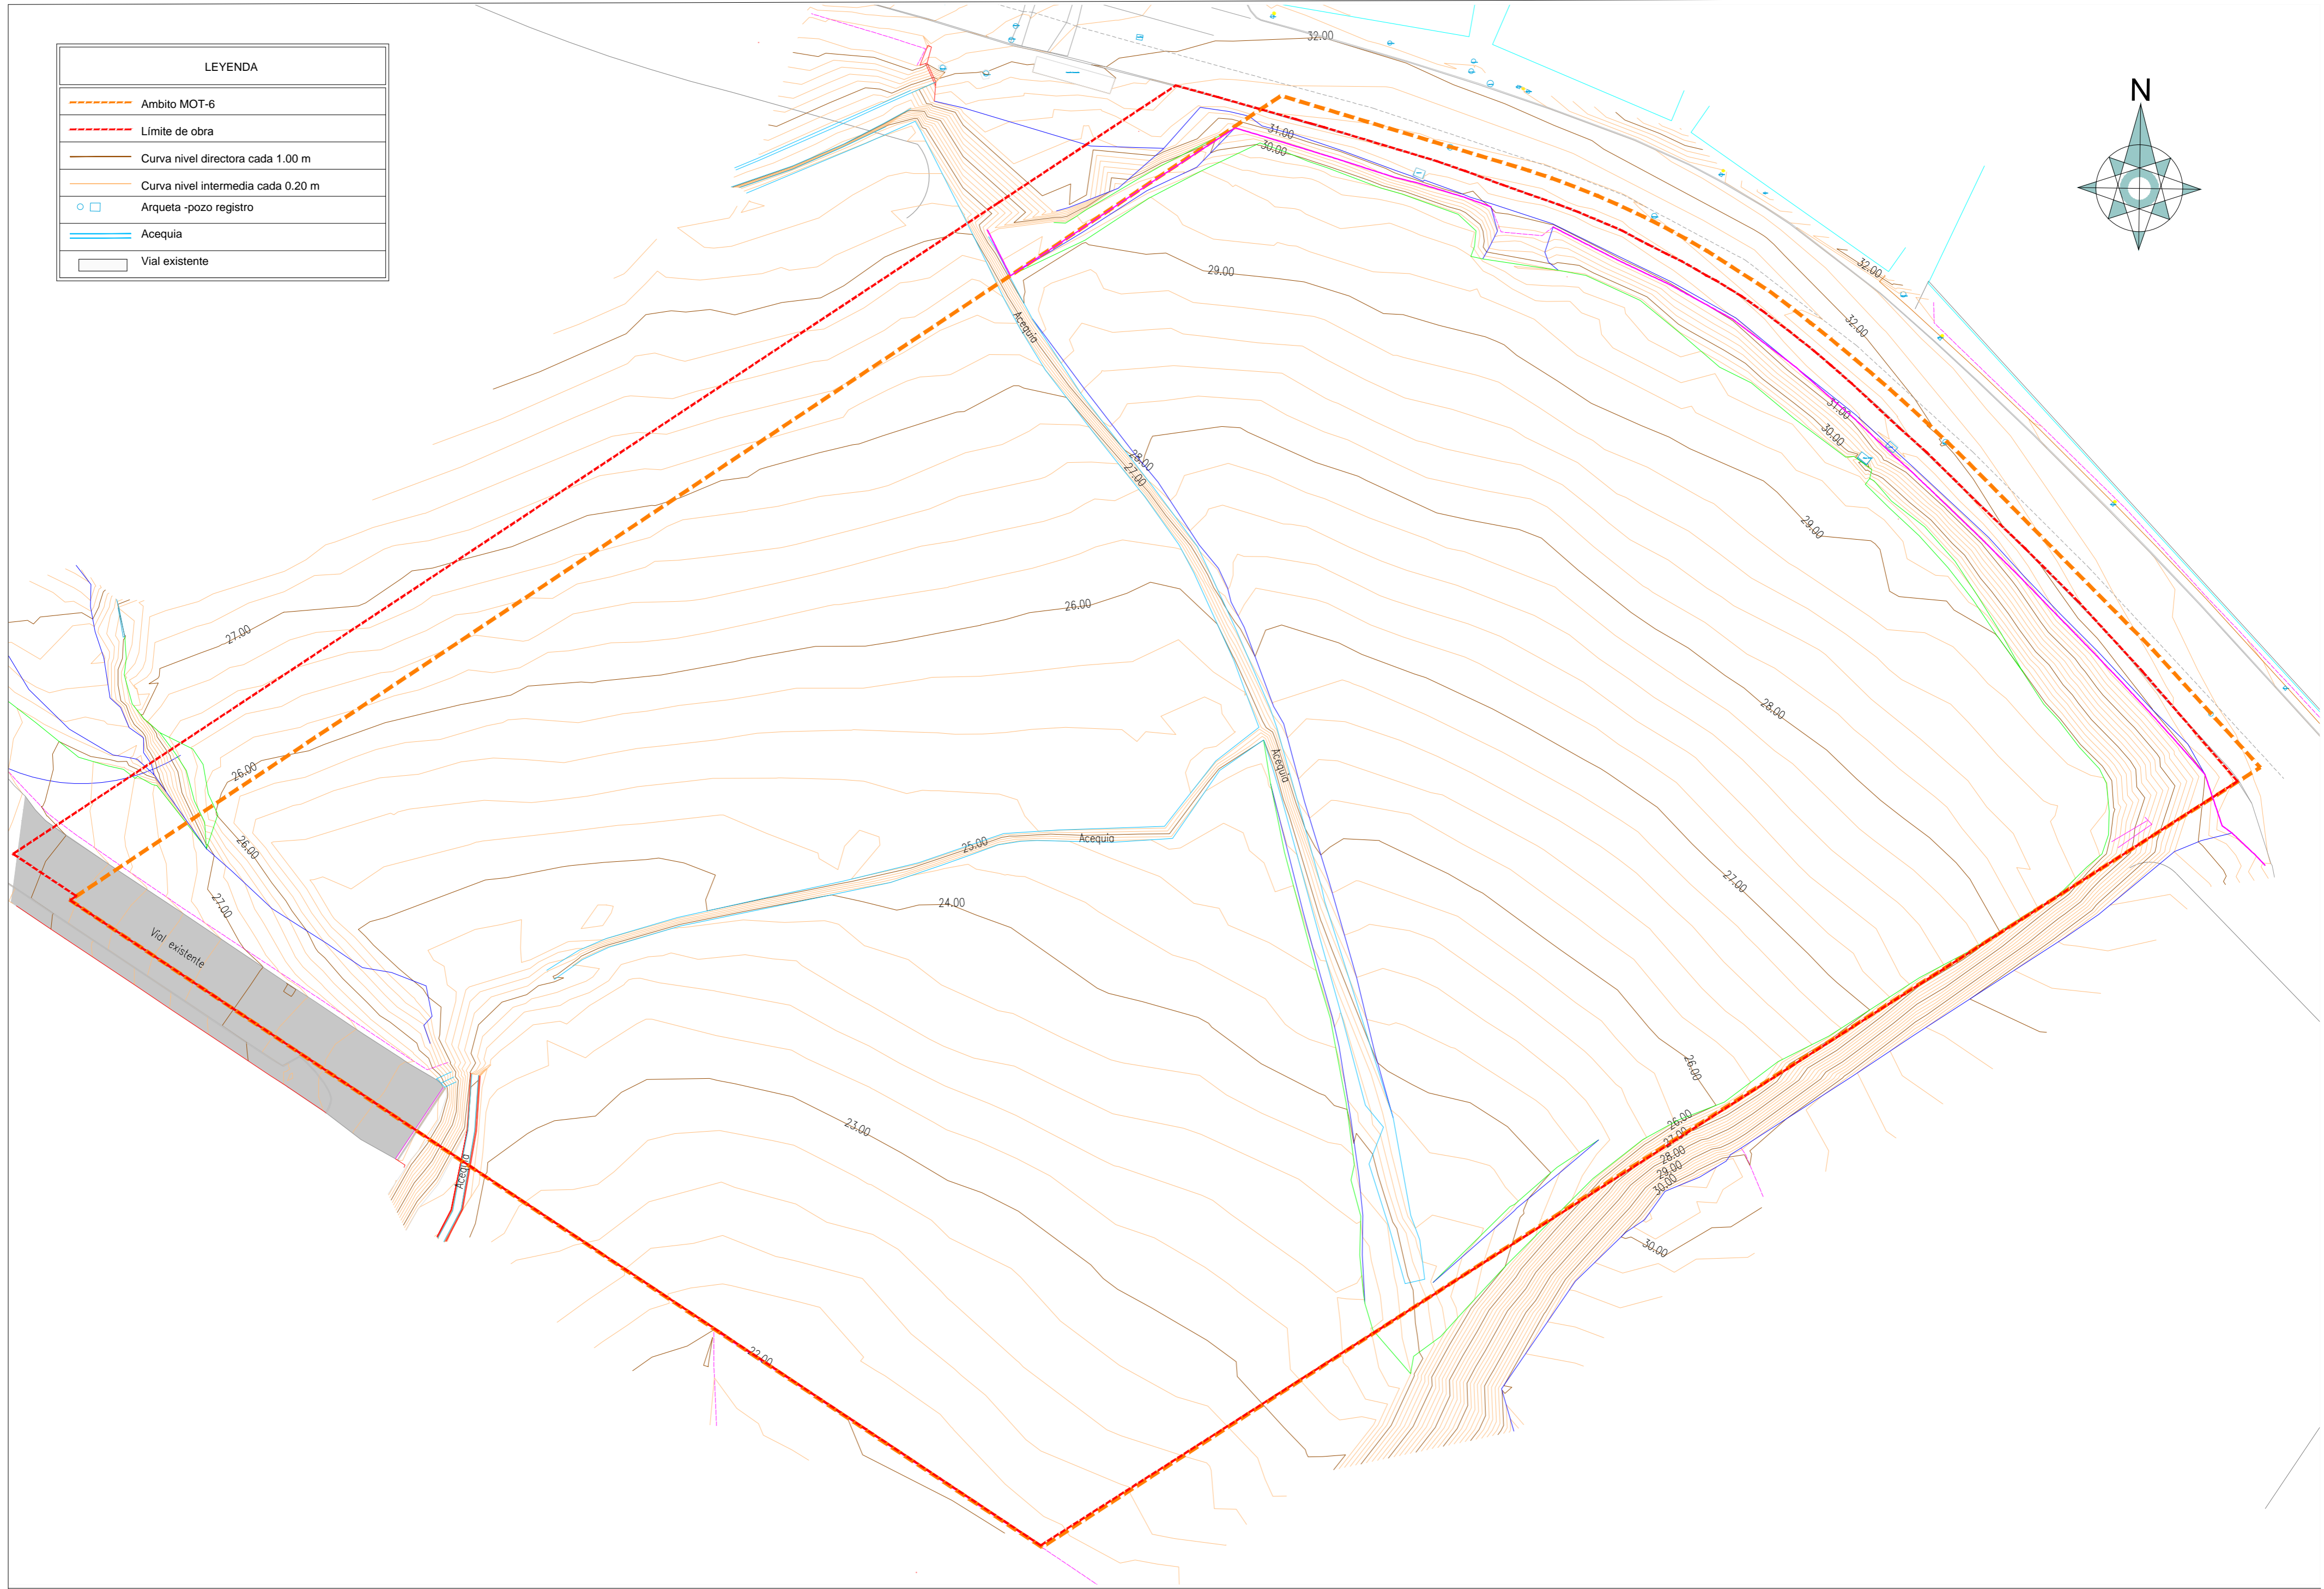 LEYENDA
Ambito MOT-6
Límite de obra
Curva nivel directora cada 1.00 m
Curva nivel intermedia cada 0.20 m
Arqueta -pozo registro
Acequia
Vial existente
N
32.00
31.00
30.00
32.00
29.00
32.00
Acequia
31.00
30.00
28.00
27.00
29.00
26.00
27.00
28.00
Acequia
26.00
25.00
Acequia
26.00
27.00
24.00
27.00
Vial existente
26.00
23.00
26.00
27.00
28.00
29.00
30.00
Acequia
30.00
22.00